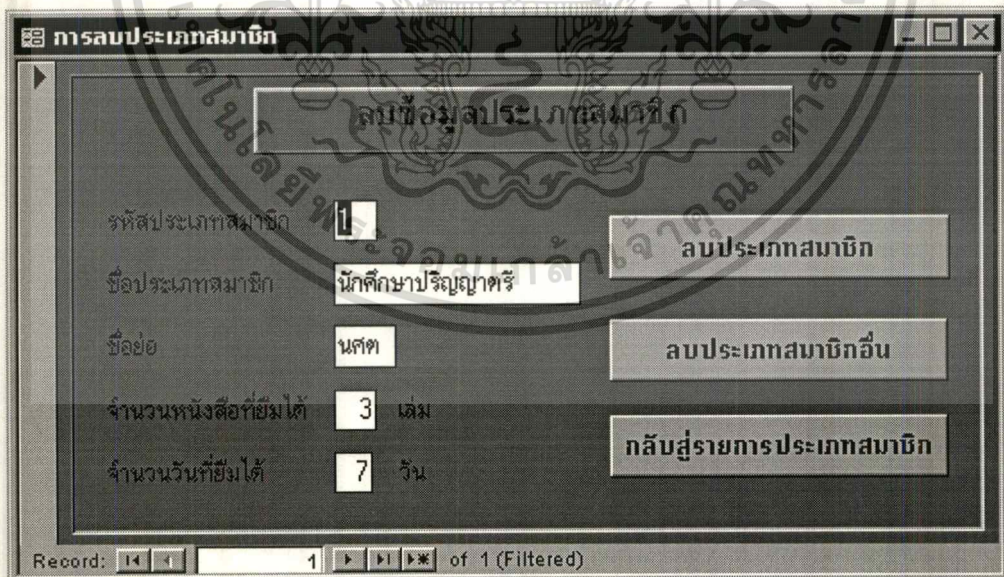 การลบประเภทสมาชิก
ลบข้อมูลประเภทสมาชิก
รหัสประเภทสมาชิก 1
ลบประเภทสมาชิก
ชื่อประเภทสมาชิก นักศึกษาปริญญาตรี
ชื่อย่อ นศต
ลบประเภทสมาชิกอื่น
จำนวนหนังสือที่ยืมได้ 3 เล่ม
กลับสู่รายการประเภทสมาชิก
จำนวนวันที่ยืมได้ 7 วัน
Record: 1 of 1 (Filtered)